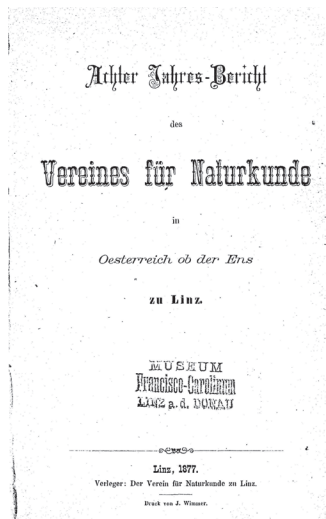 Achter Jahres-Bericht
des
Vereines für Naturkunde
in
Oesterreich ob der Ens
zu Linz.
MUSEUM
Francisco-Carolinum
LINZ a. d. DONAU
Linz, 1877.
Verleger: Der Verein für Naturkunde zu Linz.
Druck von J. Wimmer.